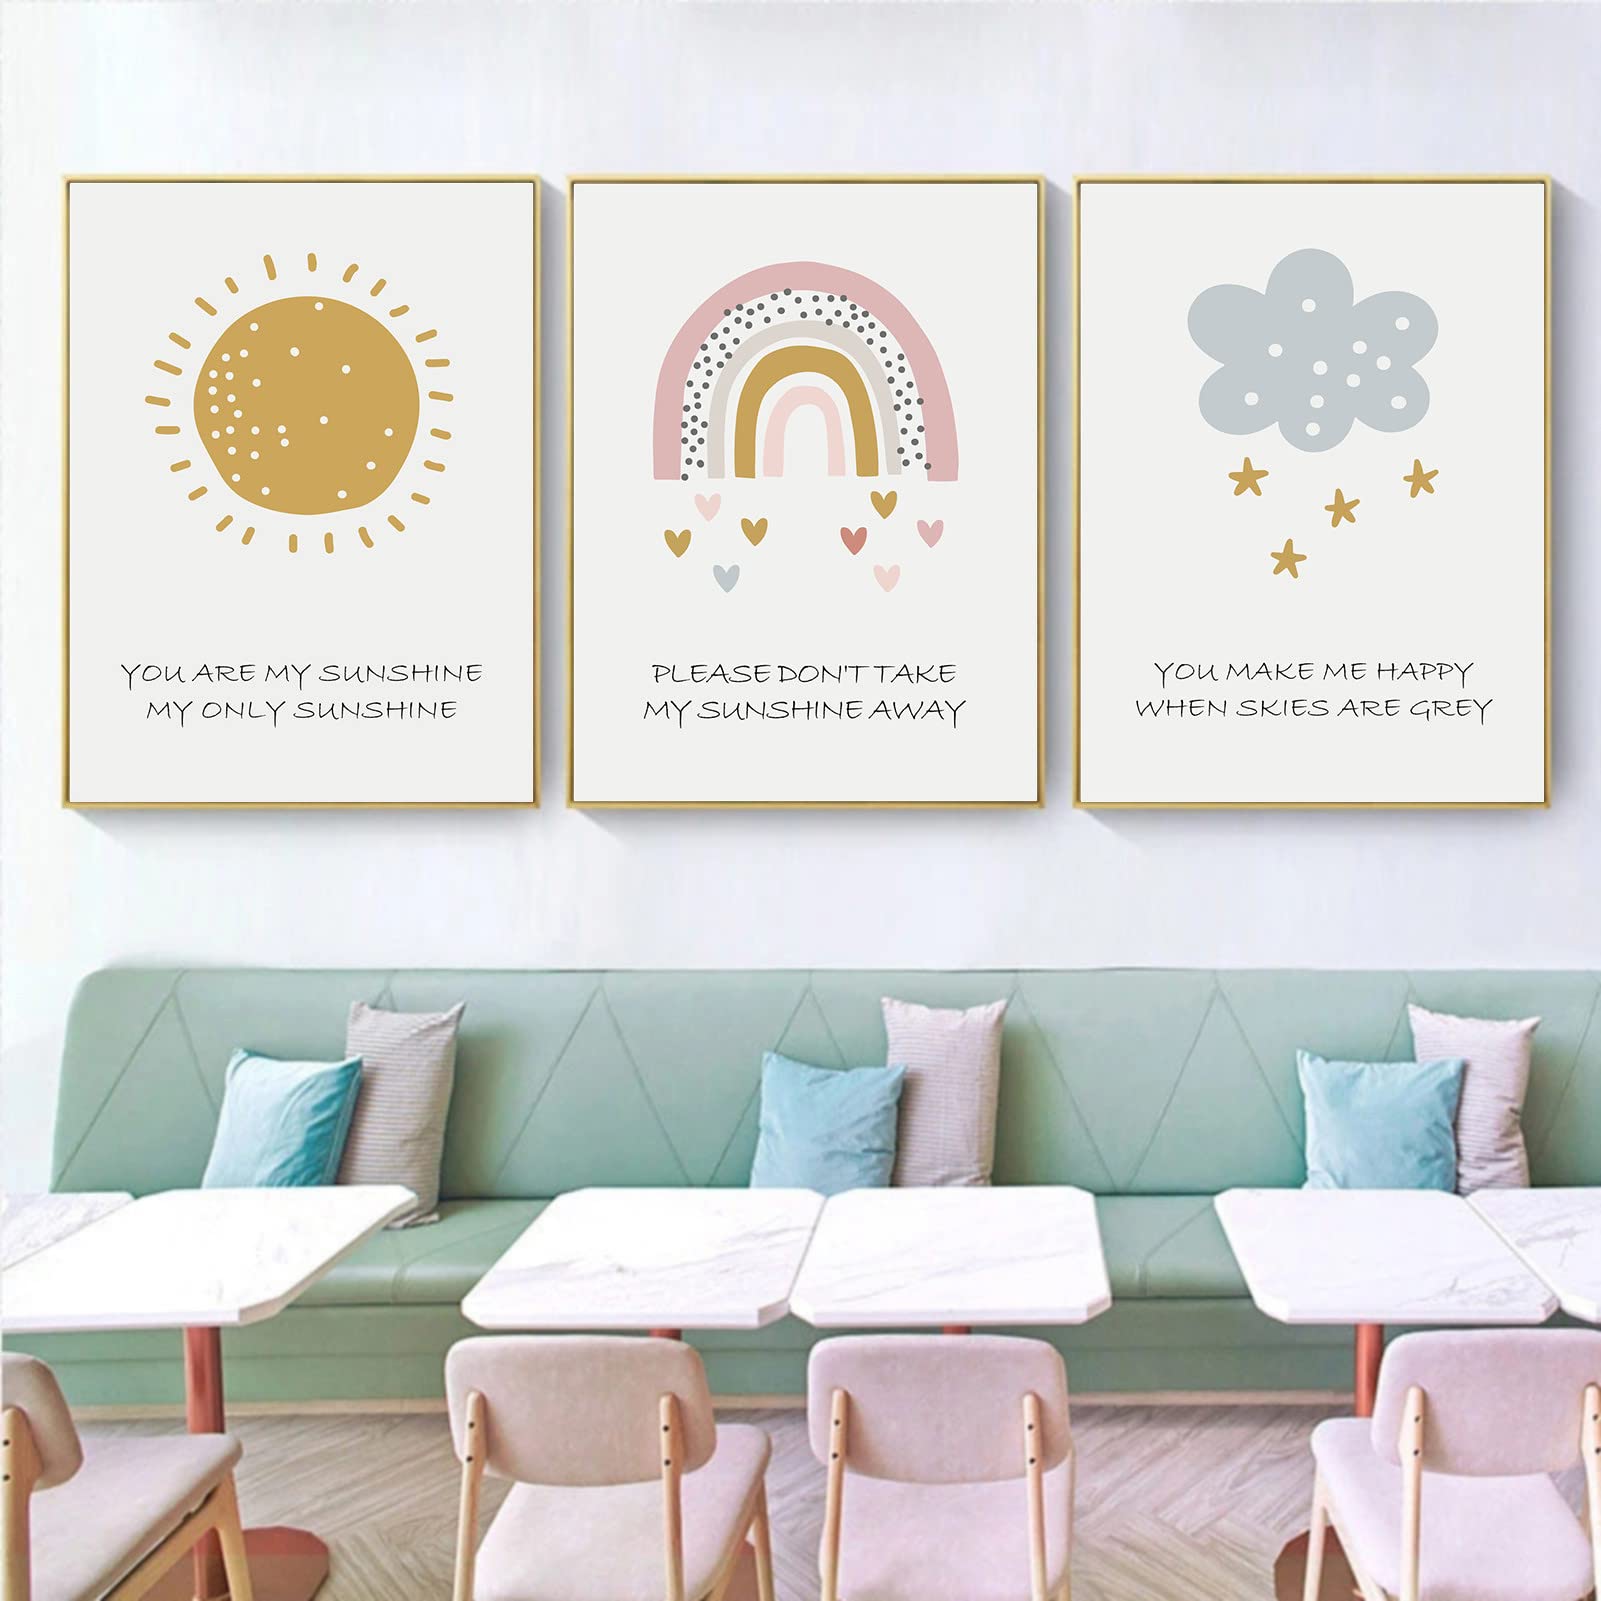 YOU ARE MY SUNSHINE
MY ONLY SUNSHINE
PLEASE DON'T TAKE
MY SUNSHINE AWAY
YOU MAKE ME HAPPY
WHEN SKIES ARE GREY